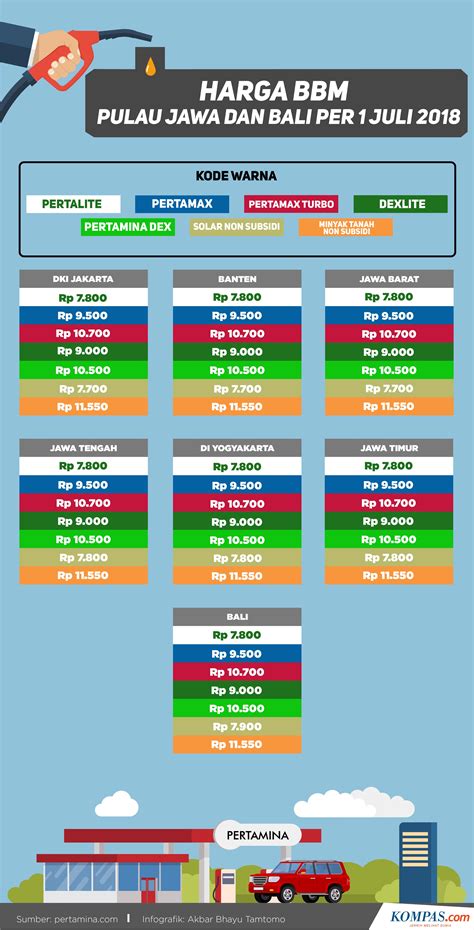 HARGA BBM
PULAU JAWA DAN BALI PER 1 JULI 2018
KODE WARNA
PERTALITE PERTAMAX PERTAMAX TURBO DEXLITE
PERTAMINA DEX SOLAR NON SUBSIDI MINYAK TANAH NON SUBSIDI
DKI JAKARTA
Rp 7.800
Rp 9.500
Rp 10.700
Rp 9.000
Rp 10.500
Rp 7.700
Rp 11.550
BANTEN
Rp 7.800
Rp 9.500
Rp 10.700
Rp 9.000
Rp 10.500
Rp 7.700
Rp 11.550
JAWA BARAT
Rp 7.800
Rp 9.500
Rp 10.700
Rp 9.000
Rp 10.500
Rp 7.700
Rp 11.550
JAWA TENGAH
Rp 7.800
Rp 9.500
Rp 10.700
Rp 9.000
Rp 10.500
Rp 7.800
Rp 11.550
DI YOGYAKARTA
Rp 7.800
Rp 9.500
Rp 10.700
Rp 9.000
Rp 10.500
Rp 7.800
Rp 11.550
JAWA TIMUR
Rp 7.800
Rp 9.500
Rp 10.700
Rp 9.000
Rp 10.500
Rp 7.800
Rp 11.550
BALI
Rp 7.800
Rp 9.500
Rp 10.700
Rp 9.000
Rp 10.500
Rp 7.900
Rp 11.550
PERTAMINA
Sumber: pertamina.com | Infografik: Akbar Bhayu Tamtomo
KOMPAS.com
JERNIH MELIHAT DUNIA